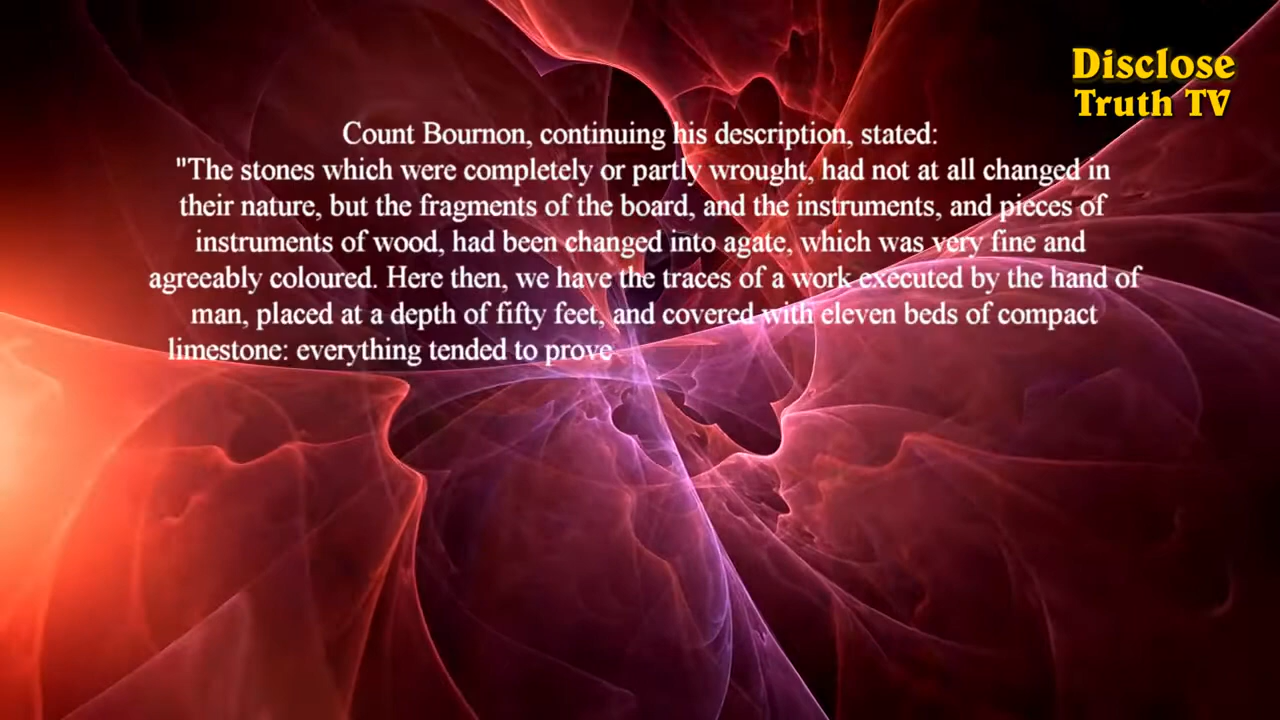 Disclose
Truth TV
Count Bournon, continuing his description, stated:
"The stones which were completely or partly wrought, had not at all changed in
their nature, but the fragments of the board, and the instruments, and pieces of
instruments of wood, had been changed into agate, which was very fine and
agreeably coloured. Here then, we have the traces of a work executed by the hand of
man, placed at a depth of fifty feet, and covered with eleven beds of compact
limestone: everything tended to prove